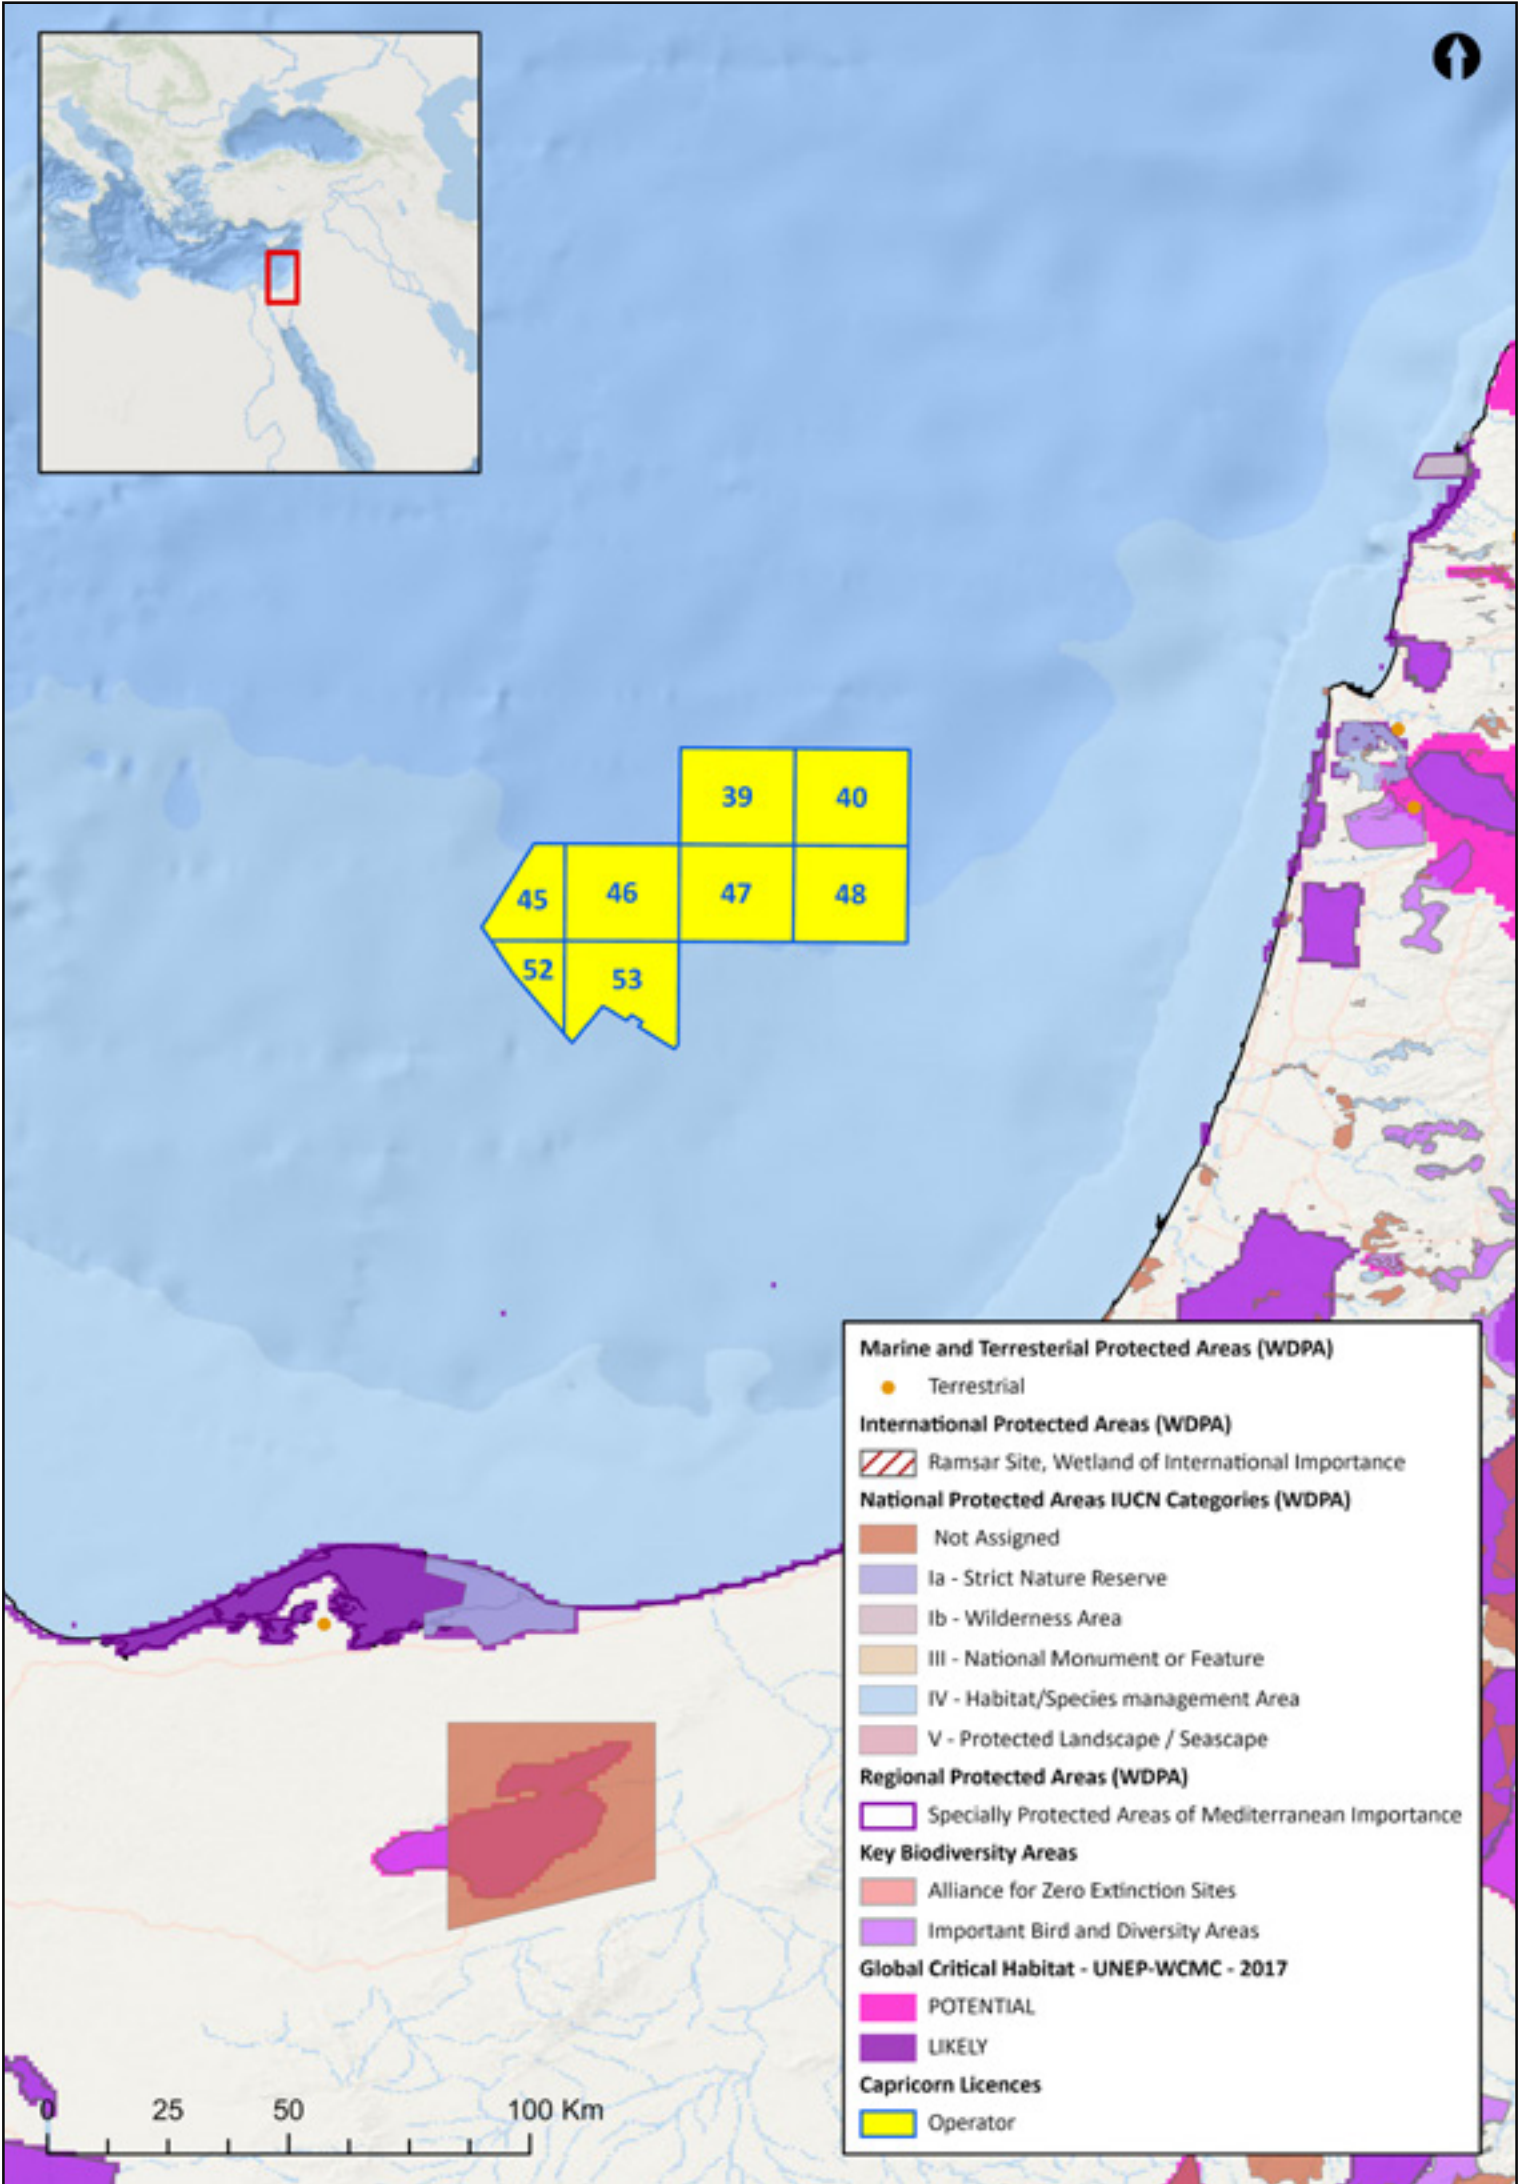 39 40
45 46 47 48
52 53
Marine and Terresterial Protected Areas (WDPA)
Terrestrial
International Protected Areas (WDPA)
Ramsar Site, Wetland of International Importance
National Protected Areas IUCN Categories (WDPA)
Not Assigned
Ia - Strict Nature Reserve
Ib - Wilderness Area
III - National Monument or Feature
IV - Habitat/Species management Area
V - Protected Landscape / Seascape
Regional Protected Areas (WDPA)
Specially Protected Areas of Mediterranean Importance
Key Biodiversity Areas
Alliance for Zero Extinction Sites
Important Bird and Diversity Areas
Global Critical Habitat - UNEP-WCMC - 2017
POTENTIAL
LIKELY
Capricorn Licences
Operator
0 25 50 100 Km